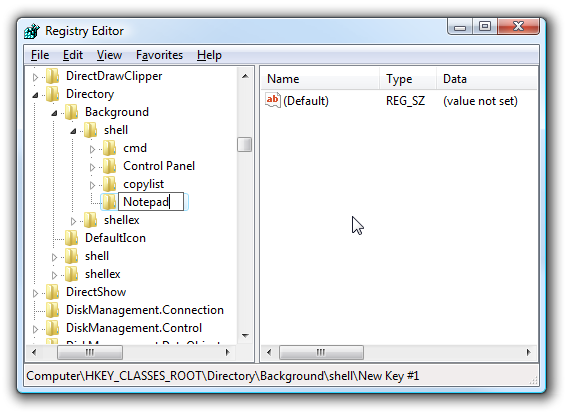 Registry Editor
File Edit View Favorites Help
DirectDrawClipper
Directory
Background
shell
cmd
Control Panel
copylist
Notepad
shellex
DefaultIcon
shell
shellex
DirectShow
DiskManagement.Connection
DiskManagement.Control
Name Type Data
ab (Default) REG_SZ (value not set)
Computer\HKEY_CLASSES_ROOT\Directory\Background\shell\New Key #1